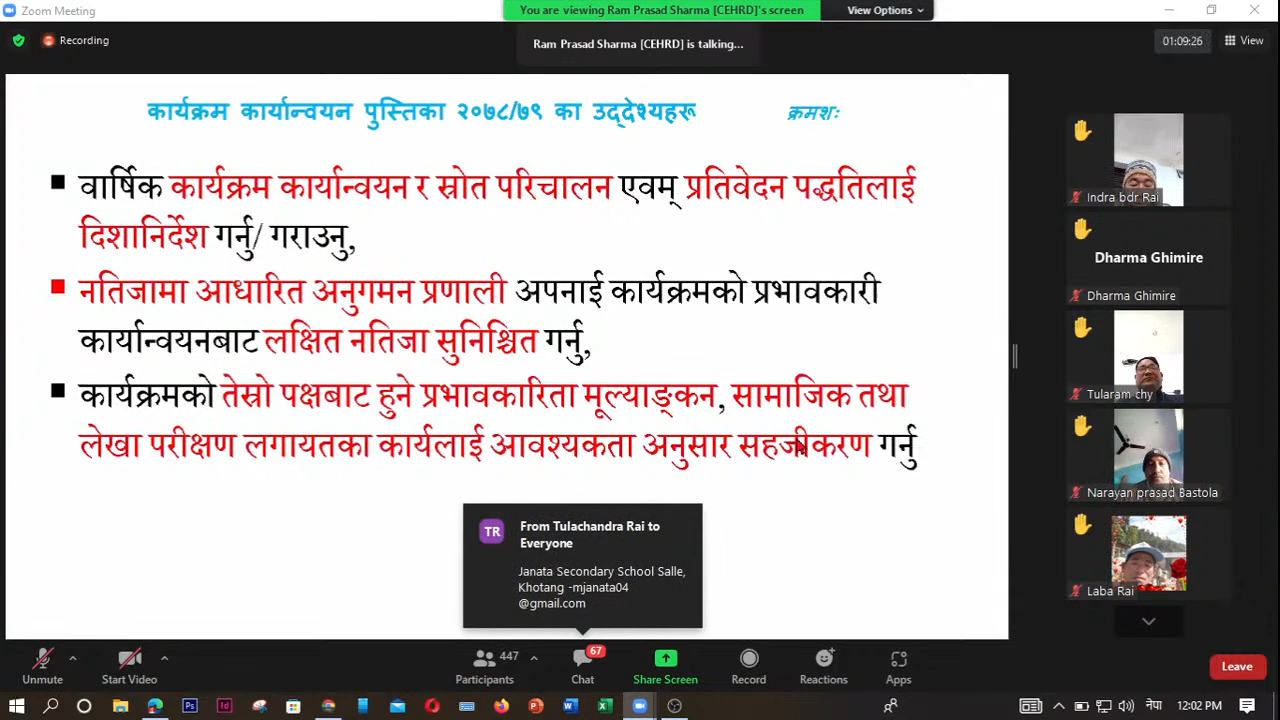 Zoom Meeting
You are viewing Ram Prasad Sharma [CEHRD]'s screen
View Options
Recording
Ram Prasad Sharma [CEHRD] is talking...
01:09:26
View
कार्यक्रम कार्यान्वयन पुस्तिका २०७८/७९ का उद्देश्यहरू क्रमशः
वार्षिक कार्यक्रम कार्यान्वयन र स्रोत परिचालन एवम् प्रतिवेदन पद्धतिलाई
दिशानिर्देश गर्नु/ गराउनु,
नतिजामा आधारित अनुगमन प्रणाली अपनाई कार्यक्रमको प्रभावकारी
कार्यान्वयनबाट लक्षित नतिजा सुनिश्चित गर्नु,
कार्यक्रमको तेस्रो पक्षबाट हुने प्रभावकारिता मूल्याङ्कन, सामाजिक तथा
लेखा परीक्षण लगायतका कार्यलाई आवश्यकता अनुसार सहजीकरण गर्नु
TR
From Tulachandra Rai to
Everyone
Janata Secondary School Salle,
Khotang -mjanata04
@gmail.com
Indra bdr Rai
Dharma Ghimire
Dharma Ghimire
Tularam chy
Narayan prasad Bastola
Laba Rai
Unmute
Start Video
447
Participants
67
Chat
Share Screen
Record
Reactions
Apps
Leave
Ps
Id
नेपा
12:02 PM